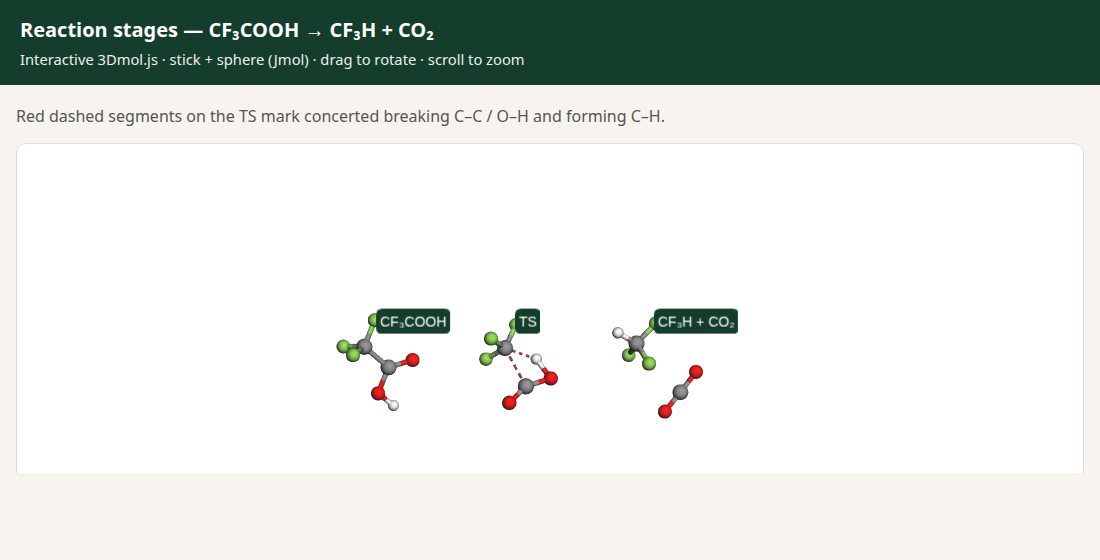 Reaction stages — CF₃COOH → CF₃H + CO₂
Interactive 3Dmol.js · stick + sphere (Jmol) · drag to rotate · scroll to zoom
Red dashed segments on the TS mark concerted breaking C–C / O–H and forming C–H.
CF₃COOH
TS
CF₃H + CO₂